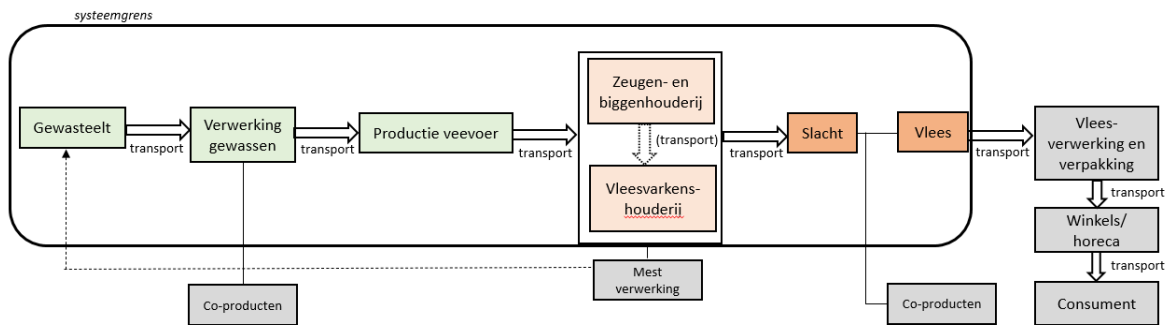 systeemgrens
Gewasteelt
transport
Verwerking
gewassen
transport
Productie veevoer
transport
Zeugen- en
biggenhouderij
(transport)
Vleesvarkens-
houderij
transport
Slacht
Vlees
transport
Vlees-
verwerking en
verpakking
transport
Winkels/
horeca
transport
Consument
Co-producten
Mest
verwerking
Co-producten